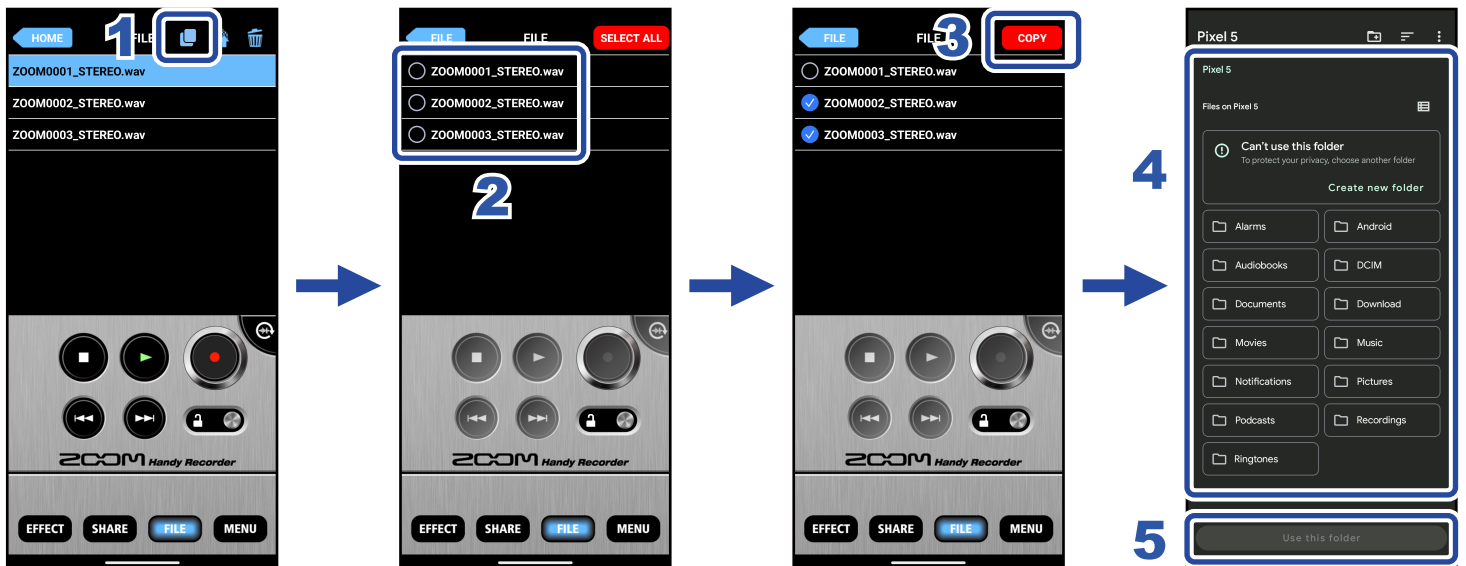 1
HOME
FILE
ZOOM0001_STEREO.wav
ZOOM0002_STEREO.wav
ZOOM0003_STEREO.wav
ZOOM Handy Recorder
EFFECT SHARE FILE MENU
FILE
FILE
SELECT ALL
ZOOM0001_STEREO.wav
ZOOM0002_STEREO.wav
ZOOM0003_STEREO.wav
2
ZOOM Handy Recorder
EFFECT SHARE FILE MENU
FILE
FILE
3
COPY
ZOOM0001_STEREO.wav
ZOOM0002_STEREO.wav
ZOOM0003_STEREO.wav
ZOOM Handy Recorder
EFFECT SHARE FILE MENU
Pixel 5
Pixel 5
Files on Pixel 5
4
Can't use this folder
To protect your privacy, choose another folder
Create new folder
Alarms Android
Audiobooks DCIM
Documents Download
Movies Music
Notifications Pictures
Podcasts Recordings
Ringtones
5
Use this folder